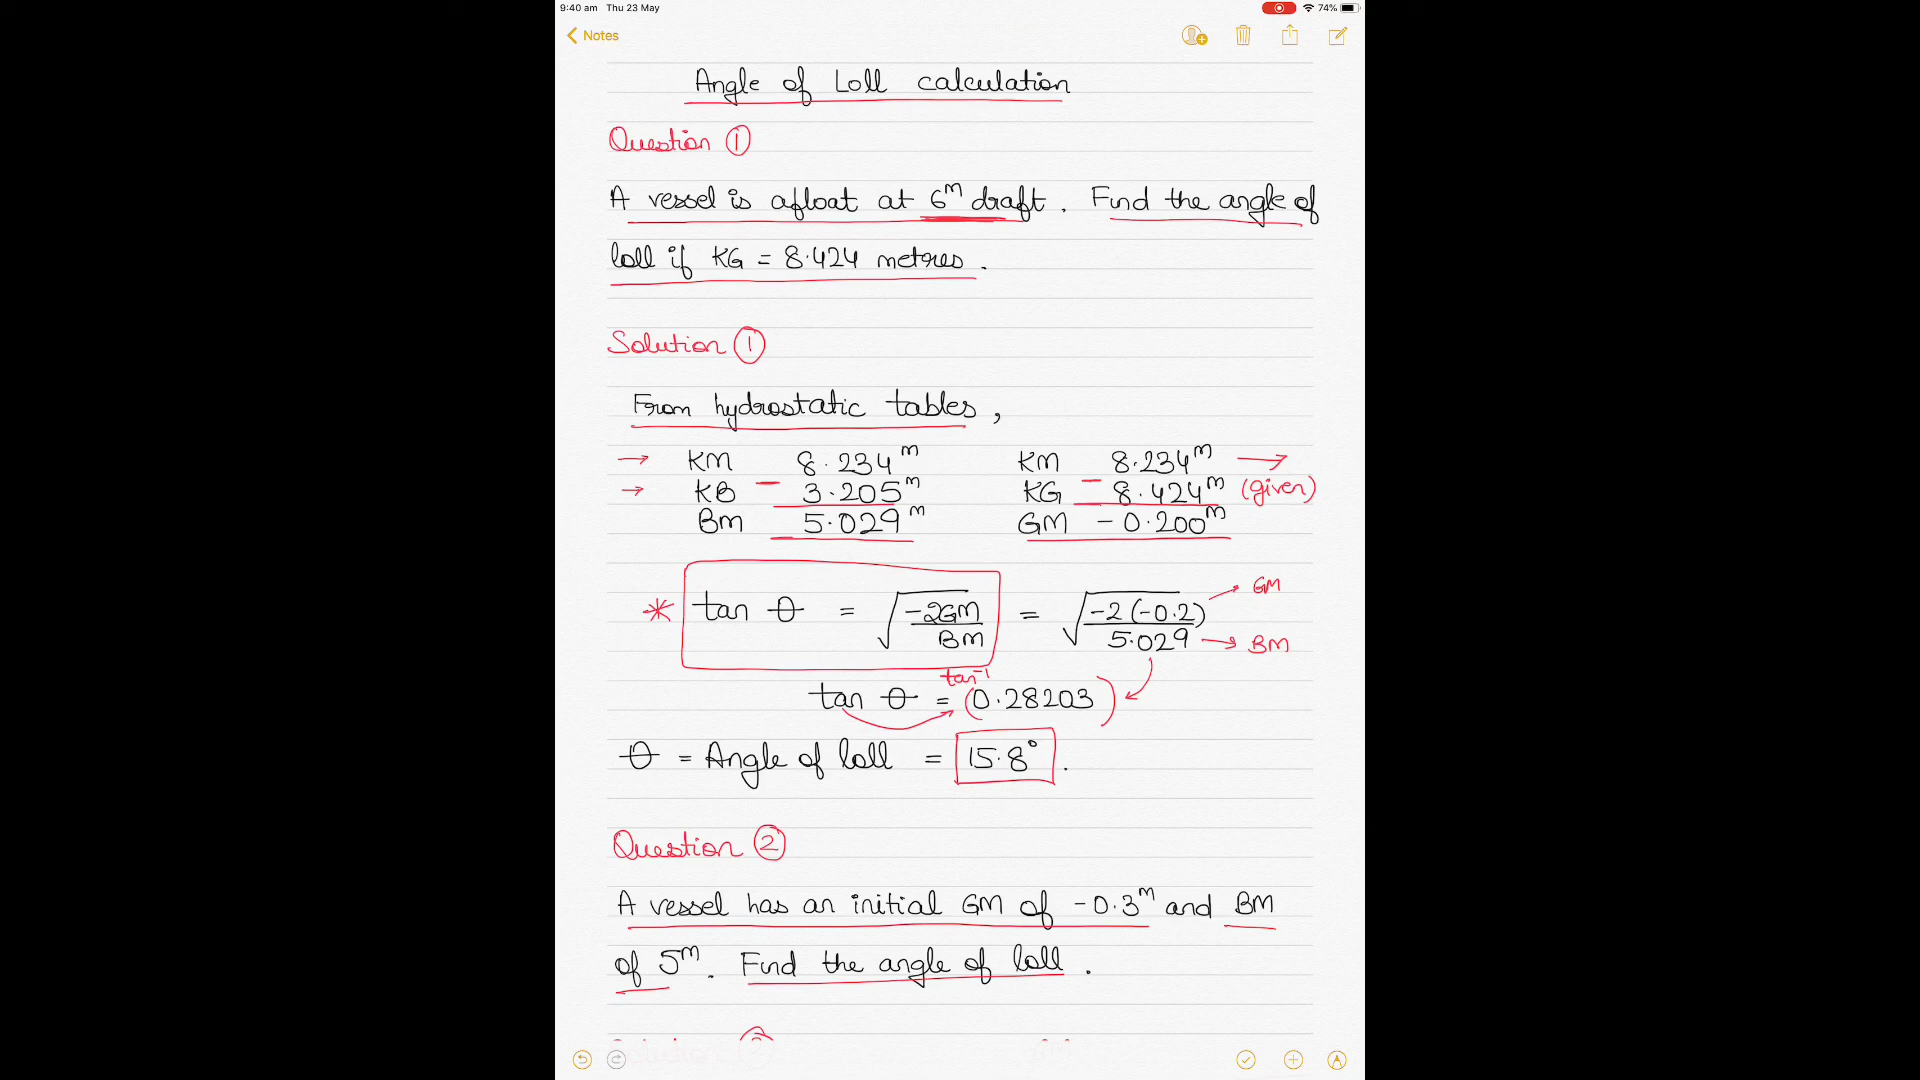 9:40 am Thu 23 May 74%
Notes
Angle of Loll calculation
Question 1
A vessel is afloat at 6m draft. Find the angle of
loll if KG = 8.424 metres.
Solution 1
From hydrostatic tables,
→ KM 8.234m KM 8.234m →
→ KB - 3.205m KG - 8.424m (given)
BM 5.029m GM - 0.200m
* tan θ = √(-2GM/BM) = √(-2(-0.2)/5.029) → GM → BM
tan θ = tan⁻¹(0.28203)
θ = Angle of loll = 15.8°.
Question 2
A vessel has an initial GM of -0.3m and BM
of 5m. Find the angle of loll.